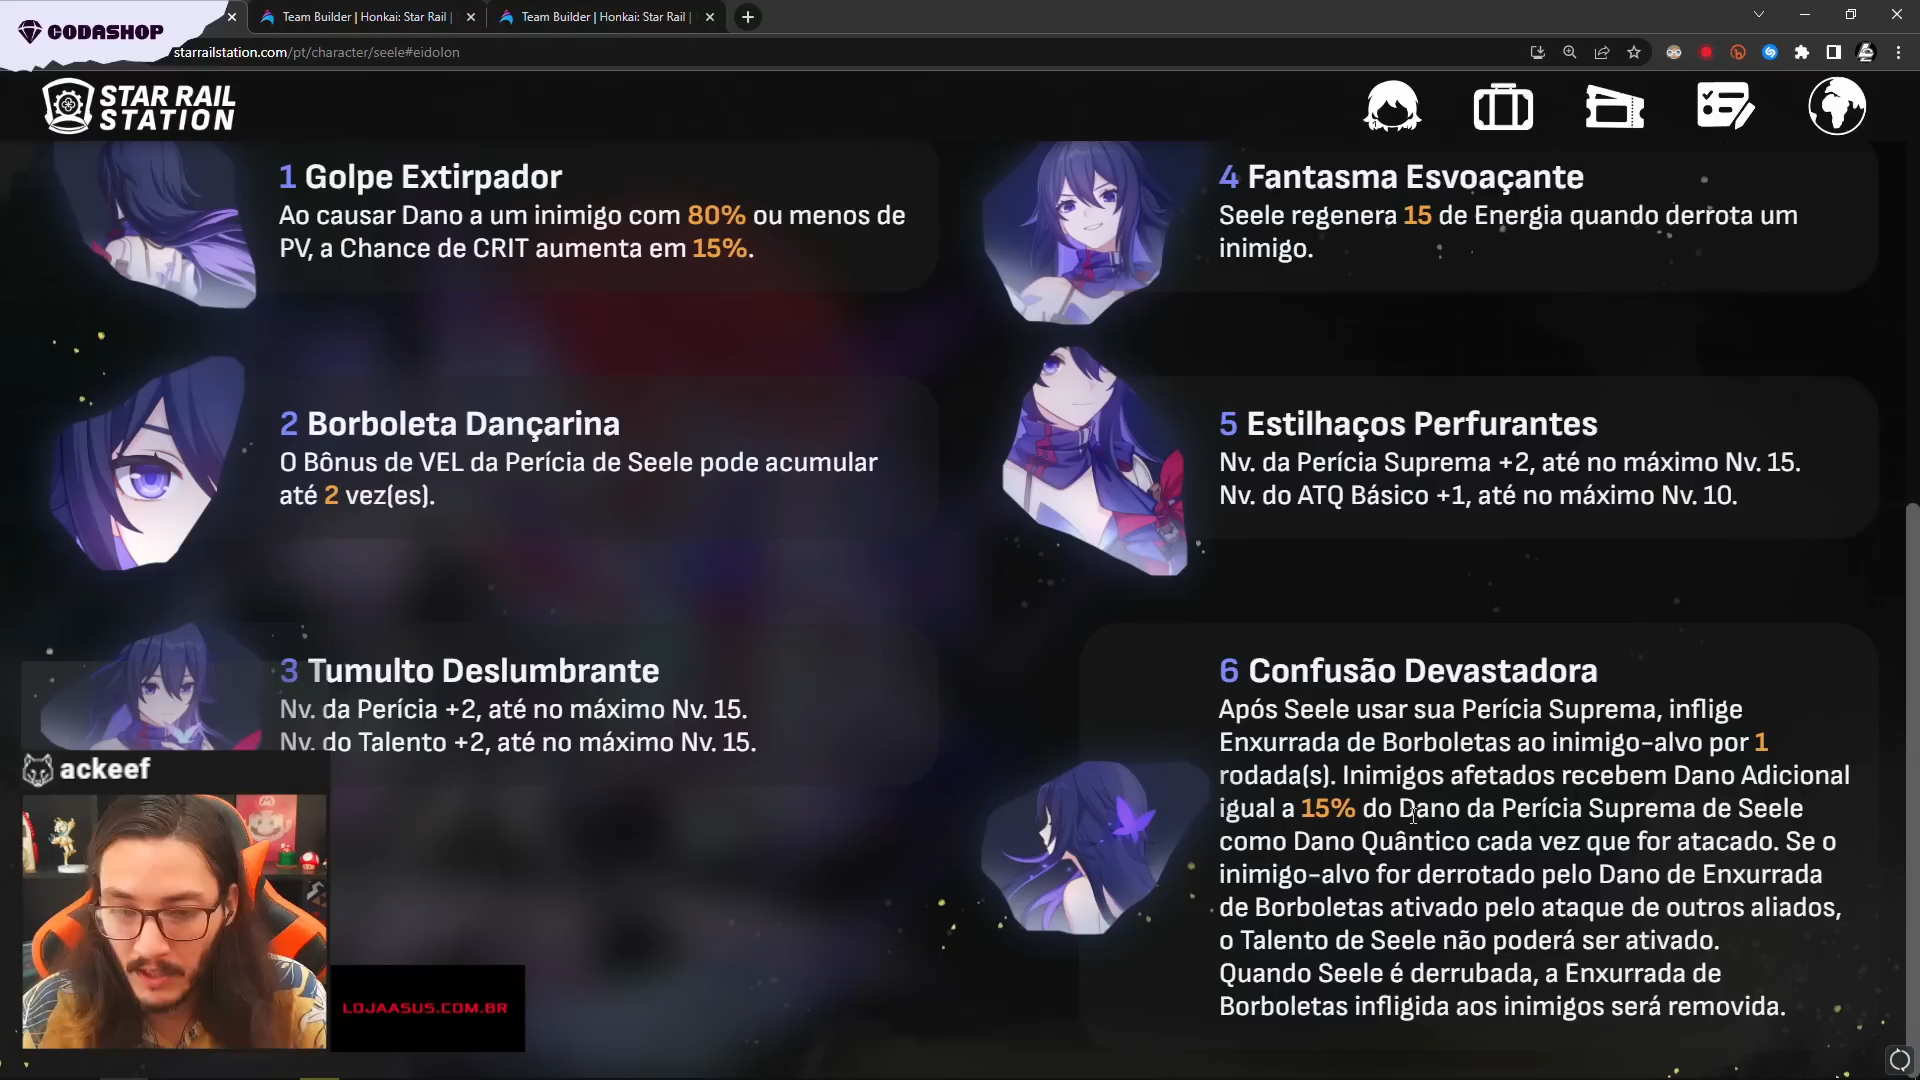 CODASHOP
Team Builder | Honkai: Star Rail |
Team Builder | Honkai: Star Rail |
starrailstation.com/pt/character/seele#eidolon
STAR RAIL
STATION
1 Golpe Extirpador
Ao causar Dano a um inimigo com 80% ou menos de
PV, a Chance de CRIT aumenta em 15%.
4 Fantasma Esvoaçante
Seele regenera 15 de Energia quando derrota um
inimigo.
2 Borboleta Dançarina
O Bônus de VEL da Perícia de Seele pode acumular
até 2 vez(es).
5 Estilhaços Perfurantes
Nv. da Perícia Suprema +2, até no máximo Nv. 15.
Nv. do ATQ Básico +1, até no máximo Nv. 10.
3 Tumulto Deslumbrante
Nv. da Perícia +2, até no máximo Nv. 15.
Nv. do Talento +2, até no máximo Nv. 15.
6 Confusão Devastadora
Após Seele usar sua Perícia Suprema, inflige
Enxurrada de Borboletas ao inimigo-alvo por 1
rodada(s). Inimigos afetados recebem Dano Adicional
igual a 15% do Dano da Perícia Suprema de Seele
como Dano Quântico cada vez que for atacado. Se o
inimigo-alvo for derrotado pelo Dano de Enxurrada
de Borboletas ativado pelo ataque de outros aliados,
o Talento de Seele não poderá ser ativado.
Quando Seele é derrubada, a Enxurrada de
Borboletas infligida aos inimigos será removida.
ackeef
LOJAASUS.COM.BR